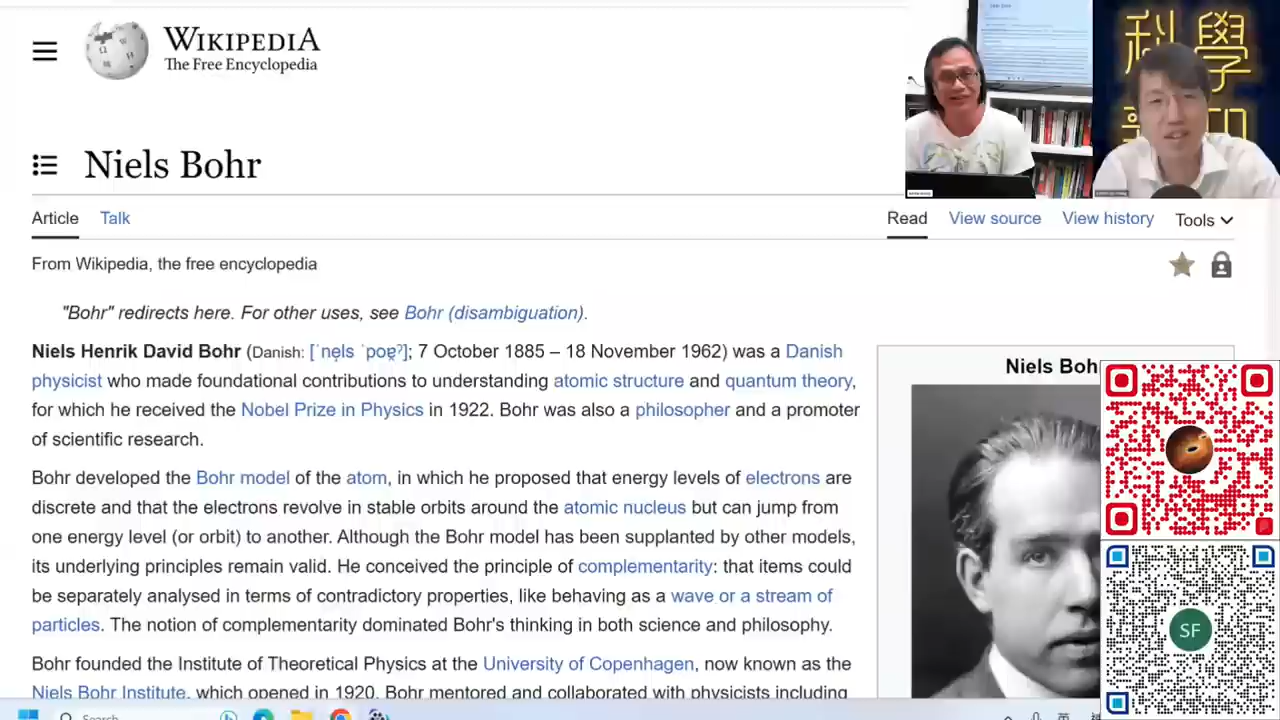 WIKIPEDIA
The Free Encyclopedia
科學
Niels Bohr
Article Talk
Read View source View history Tools
From Wikipedia, the free encyclopedia
"Bohr" redirects here. For other uses, see Bohr (disambiguation).
Niels Henrik David Bohr (Danish: [ˈne̝ls ˈpoɐ̯ˀ]; 7 October 1885 – 18 November 1962) was a Danish
physicist who made foundational contributions to understanding atomic structure and quantum theory,
for which he received the Nobel Prize in Physics in 1922. Bohr was also a philosopher and a promoter
of scientific research.
Bohr developed the Bohr model of the atom, in which he proposed that energy levels of electrons are
discrete and that the electrons revolve in stable orbits around the atomic nucleus but can jump from
one energy level (or orbit) to another. Although the Bohr model has been supplanted by other models,
its underlying principles remain valid. He conceived the principle of complementarity: that items could
be separately analysed in terms of contradictory properties, like behaving as a wave or a stream of
particles. The notion of complementarity dominated Bohr's thinking in both science and philosophy.
Bohr founded the Institute of Theoretical Physics at the University of Copenhagen, now known as the
Niels Bohr Institute, which opened in 1920. Bohr mentored and collaborated with physicists including
Niels Bohr
SF
Search